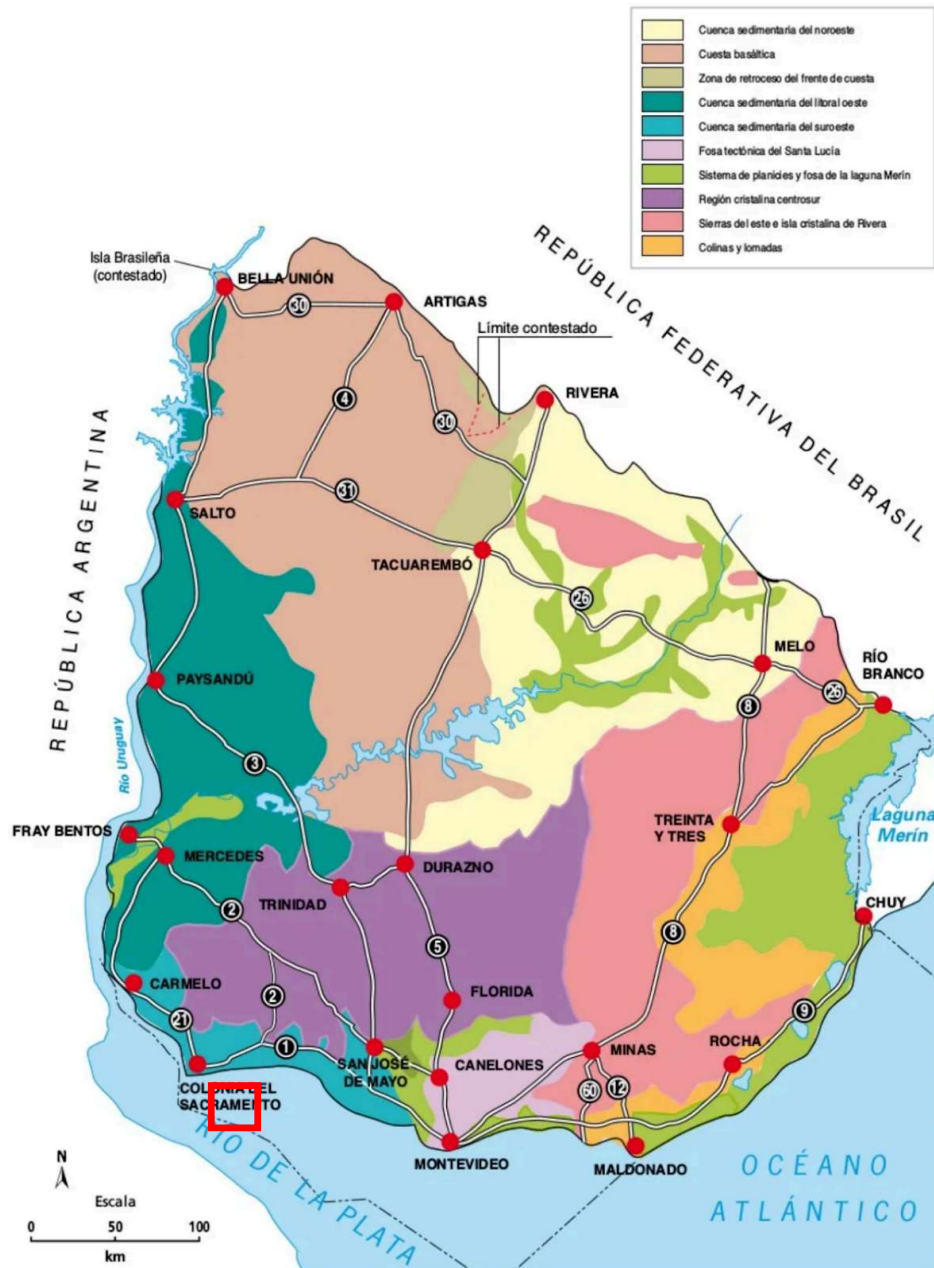 Cuenca sedimentaria del noroeste
Cuesta basáltica
Zona de retroceso del frente de cuesta
Cuenca sedimentaria del litoral oeste
Cuenca sedimentaria del suroeste
Fosa tectónica del Santa Lucía
Sistema de planicies y fosa de la laguna Merín
Región cristalina centrosur
Sierras del este e isla cristalina de Rivera
Colinas y lomadas
REPÚBLICA FEDERATIVA DEL BRASIL
Isla Brasileña
(contestado)
BELLA UNIÓN
30
ARTIGAS
Límite contestado
4
30
RIVERA
REPÚBLICA ARGENTINA
31
SALTO
TACUAREMBÓ
26
MELO
RÍO
BRANCO
26
PAYSANDÚ
8
Río Uruguay
3
FRAY BENTOS
MERCEDES
TREINTA
Y TRES
Laguna
Merín
DURAZNO
TRINIDAD
2
CHUY
5
8
CARMELO
2
FLORIDA
9
21
1
SAN JOSÉ
DE MAYO
CANELONES
MINAS
ROCHA
60
12
COLONIA DEL
SACRAMENTO
MONTEVIDEO
MALDONADO
RÍO DE LA PLATA
OCÉANO
ATLÁNTICO
N
Escala
0 50 100
km